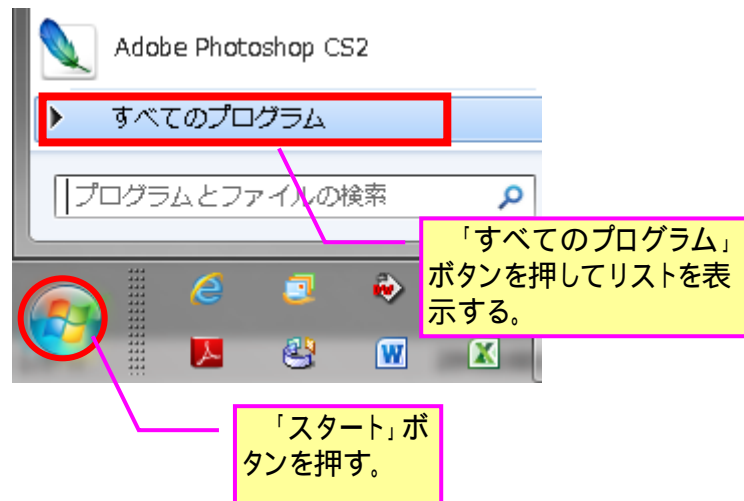 Adobe Photoshop CS2
すべてのプログラム
プログラムとファイルの検索
「すべてのプログラム」
ボタンを押してリストを表
示する。
「スタート」ボ
タンを押す。